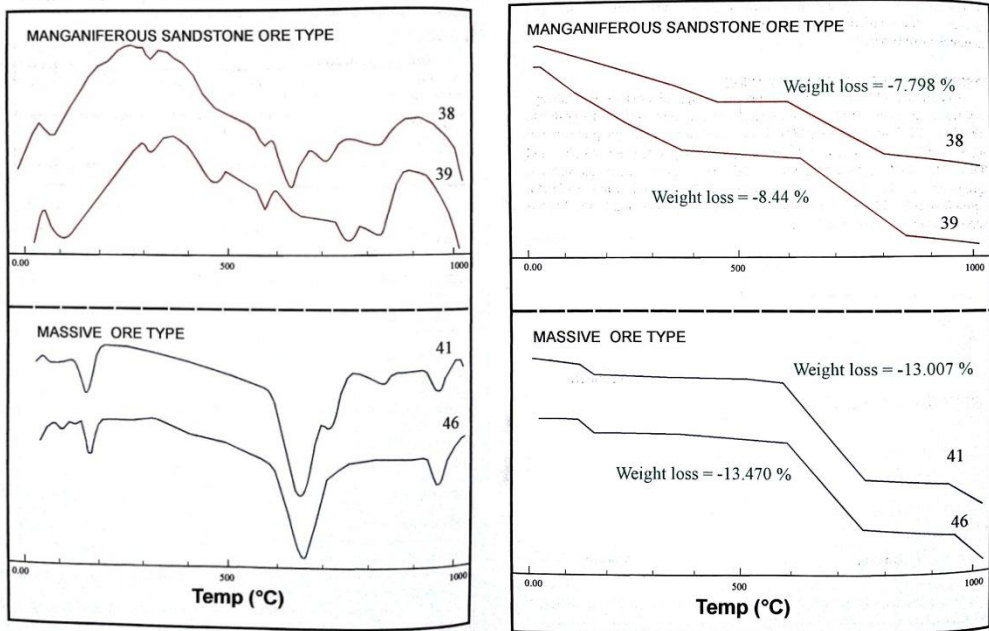 MANGANIFEROUS SANDSTONE ORE TYPE
38
39
0.00 500 1000
MASSIVE ORE TYPE
41
46
0.00 500 1000
Temp (°C)
MANGANIFEROUS SANDSTONE ORE TYPE
Weight loss = -7.798 %
38
Weight loss = -8.44 %
39
0.00 500 1000
MASSIVE ORE TYPE
Weight loss = -13.007 %
41
Weight loss = -13.470 %
46
0.00 500 1000
Temp (°C)